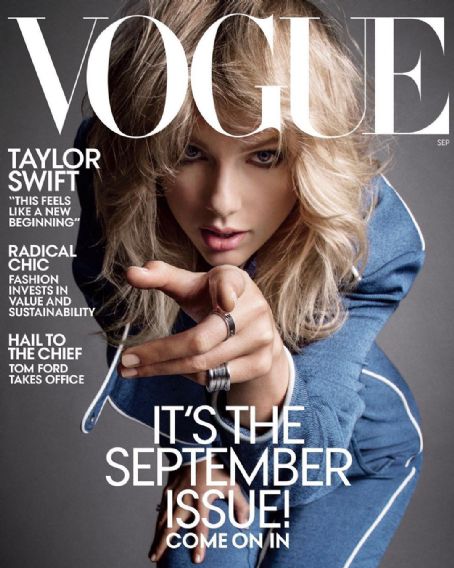 VOGUE
SEP
TAYLOR
SWIFT
"THIS FEELS
LIKE A NEW
BEGINNING"
RADICAL
CHIC
FASHION
INVESTS IN
VALUE AND
SUSTAINABILITY
HAIL TO
THE CHIEF
TOM FORD
TAKES OFFICE
IT'S THE
SEPTEMBER
ISSUE!
COME ON IN